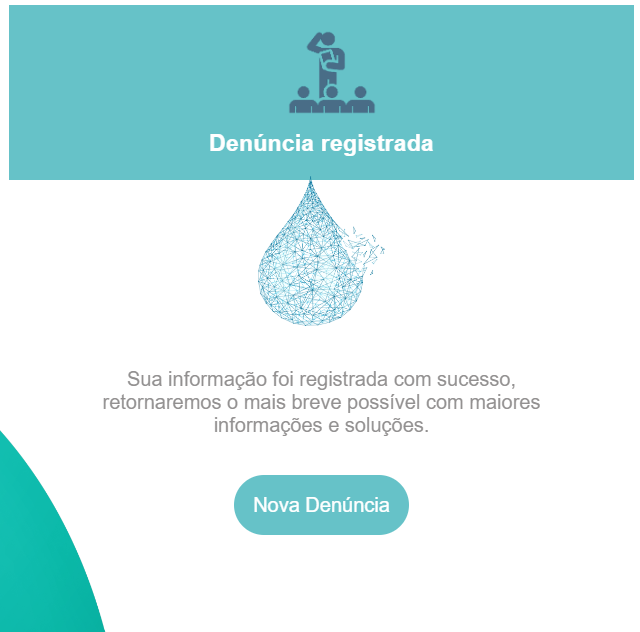 Denúncia registrada
Sua informação foi registrada com sucesso,
retornaremos o mais breve possível com maiores
informações e soluções.
Nova Denúncia